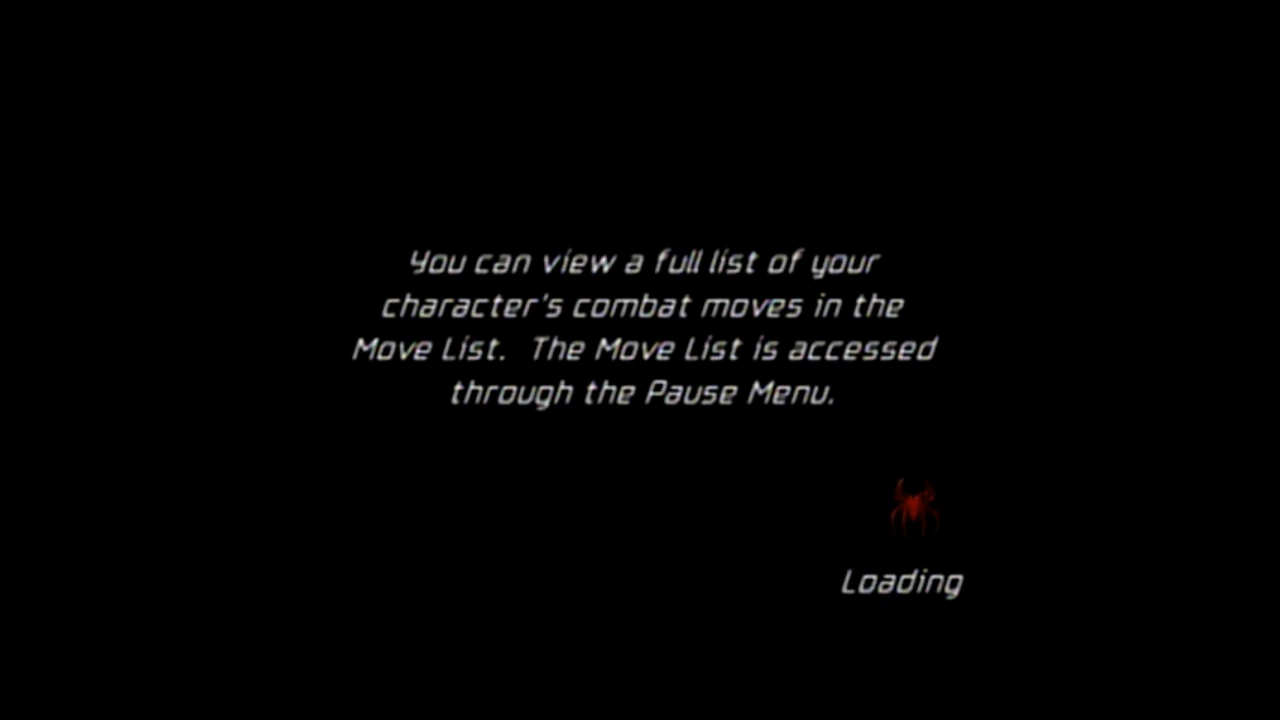 You can view a full list of your
character's combat moves in the
Move List.  The Move List is accessed
through the Pause Menu.
Loading